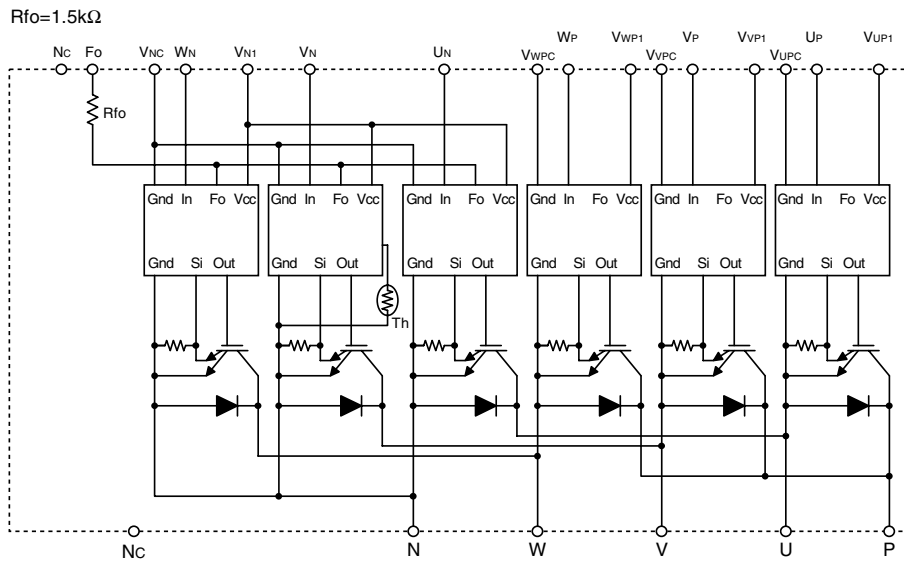 Rfo=1.5kΩ
NC Fo VNC WN VN1 VN UN VWPC WP VWP1 VVPC VP VVP1 VUPC UP VUP1
Rfo
Gnd In Fo Vcc Gnd In Fo Vcc Gnd In Fo Vcc Gnd In Fo Vcc Gnd In Fo Vcc Gnd In Fo Vcc
Gnd Si Out Gnd Si Out Gnd Si Out Gnd Si Out Gnd Si Out Gnd Si Out
Th
NC N W V U P